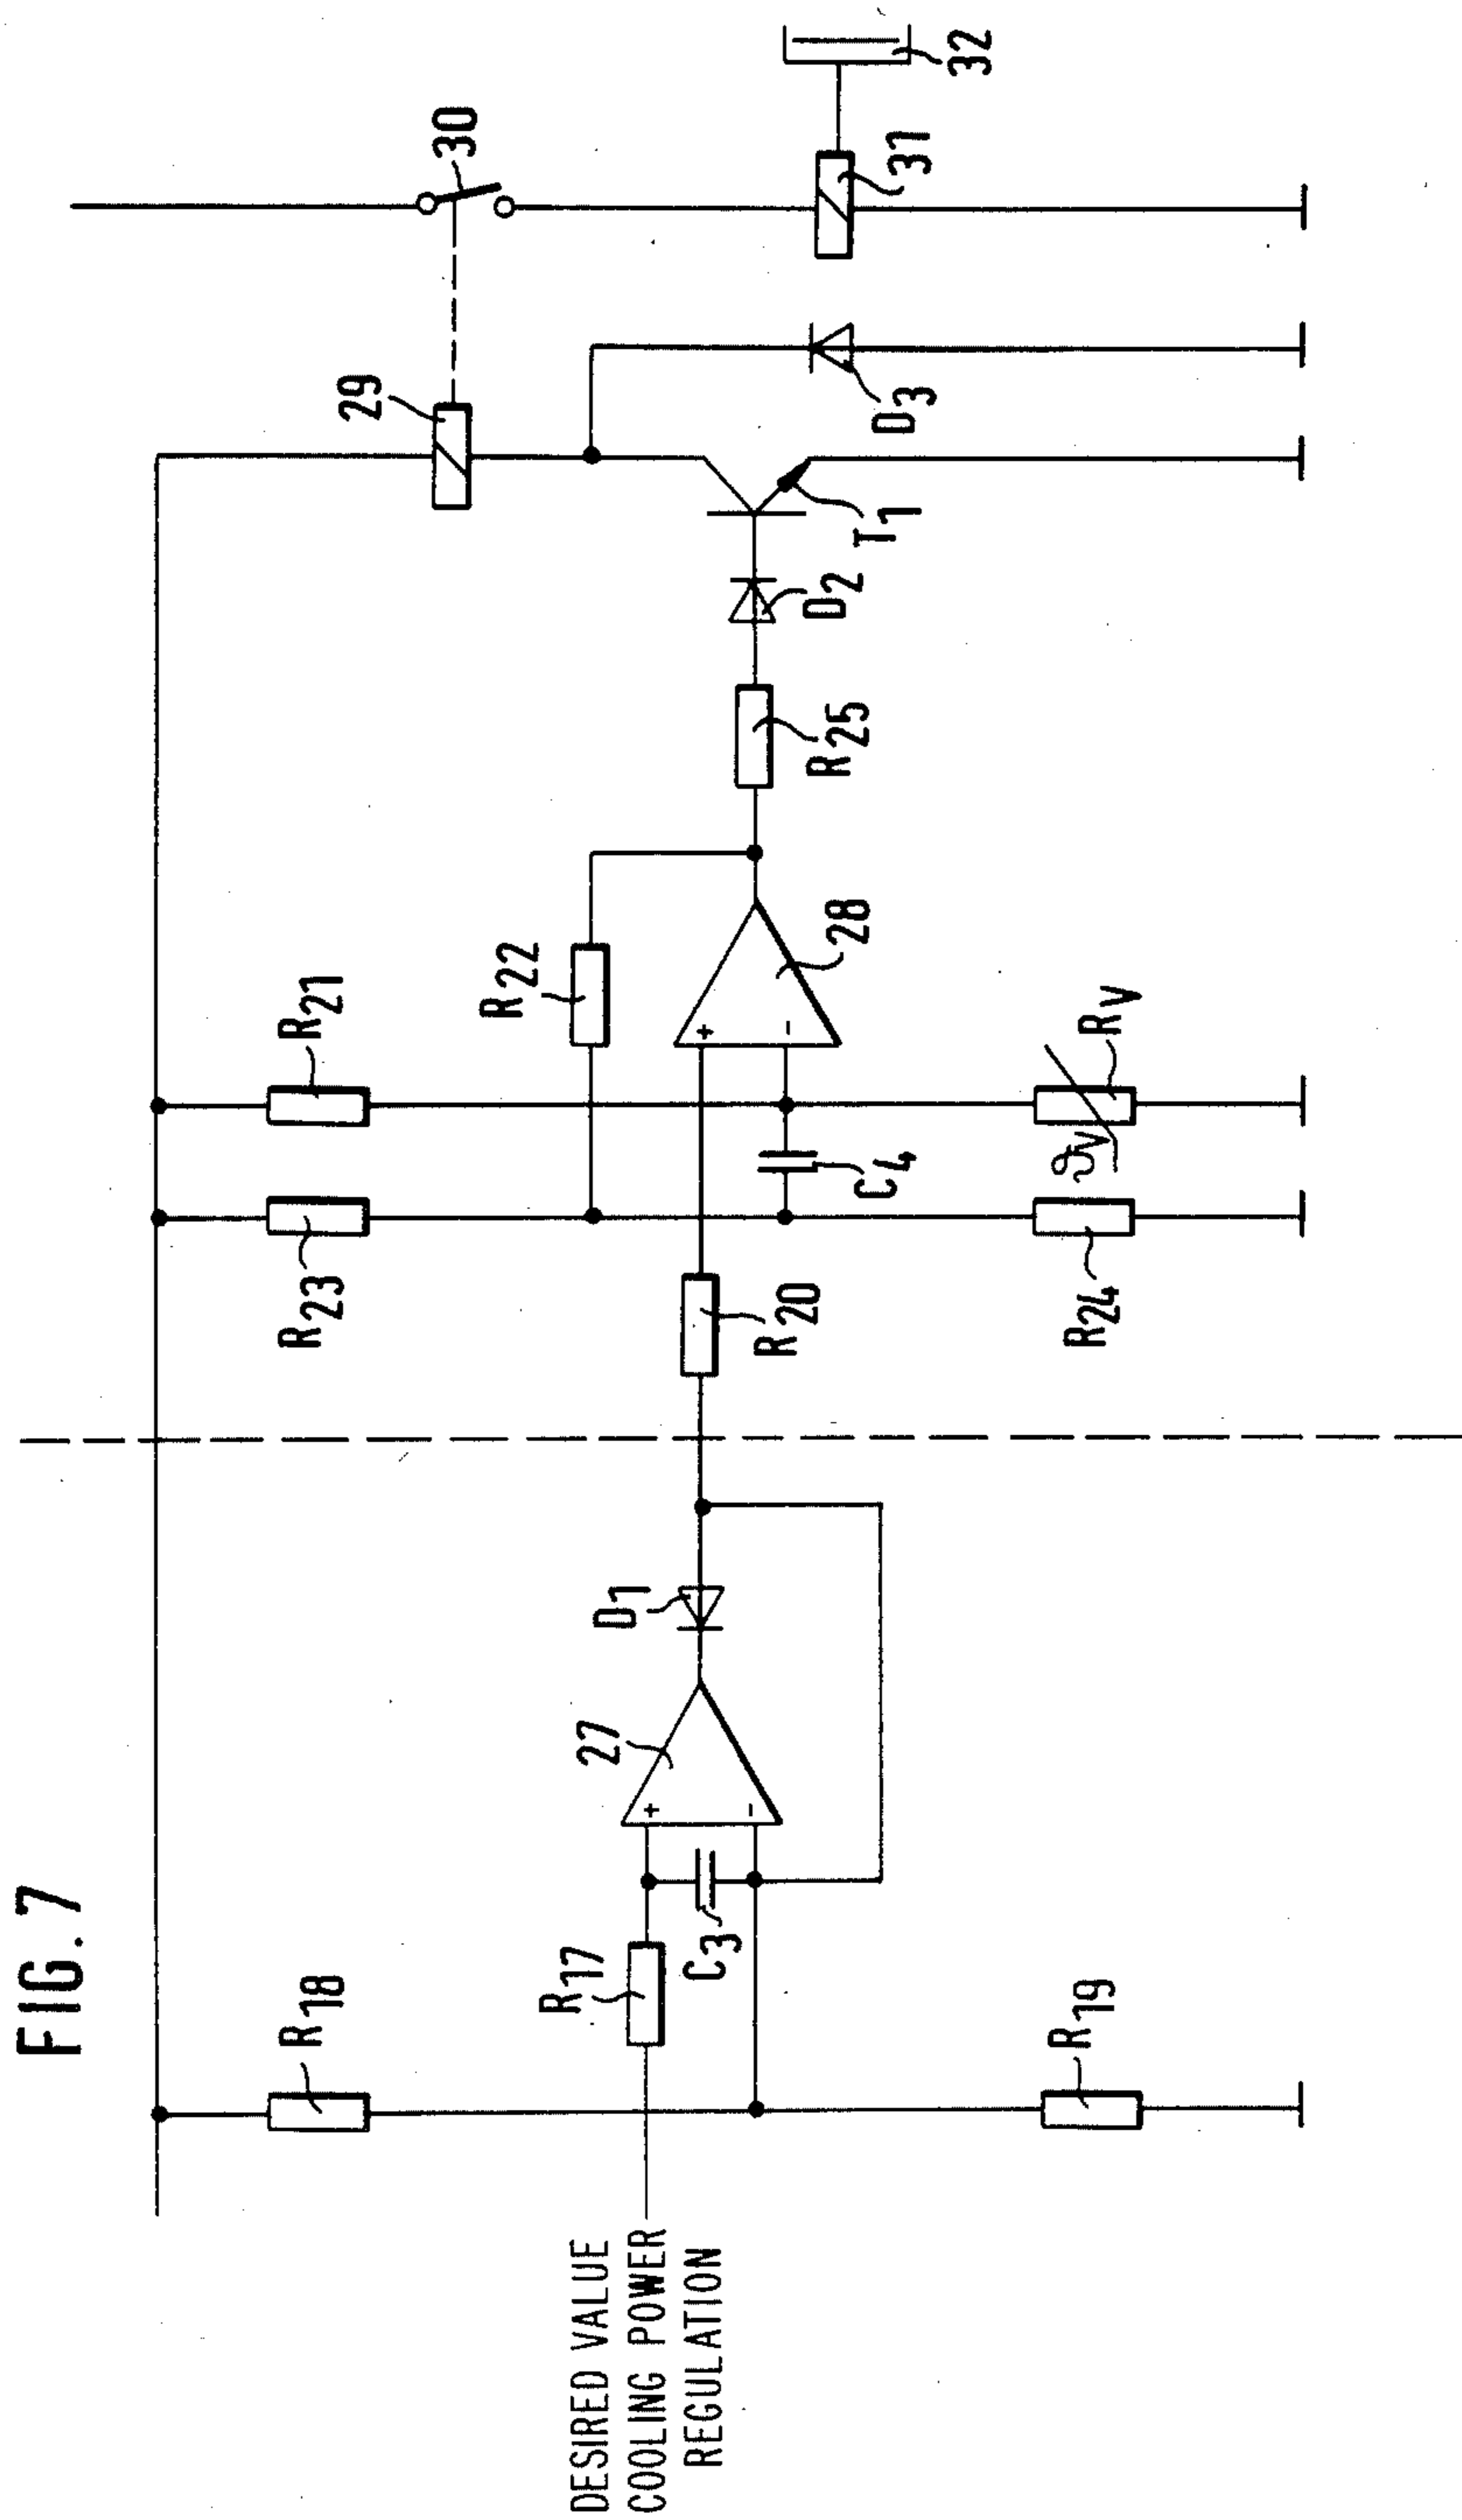 FIG. 7
DESIRED VALUE
COOLING POWER
REGULATION
R18
R17
C3
R19
27
+
-
D1
R23
R21
R20
R22
C4
R24
ϑV
RV
+
-
28
R25
D2
T1
D3
29
30
31
32